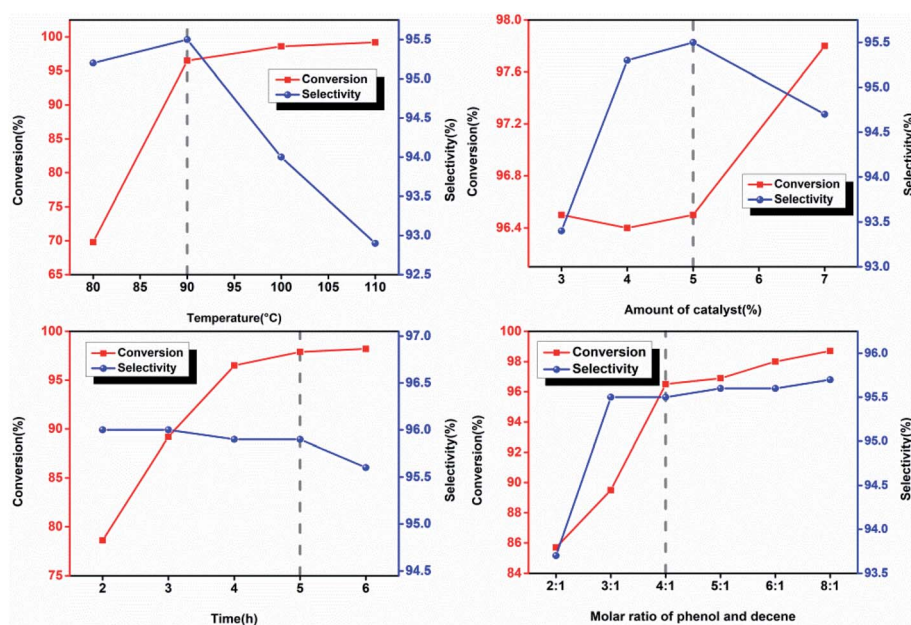 100
95
90
85
80
75
70
65
Conversion(%)
Conversion
Selectivity
95.5
95.0
94.5
94.0
93.5
93.0
92.5
Selectivity(%)
80 85 90 95 100 105 110
Temperature(°C)
98.0
97.6
97.2
96.8
96.4
Conversion(%)
Conversion
Selectivity
95.5
95.0
94.5
94.0
93.5
93.0
Selectivity(%)
3 4 5 6 7
Amount of catalyst(%)
100
95
90
85
80
75
Conversion(%)
Conversion
Selectivity
97.0
96.5
96.0
95.5
95.0
94.5
Selectivity(%)
2 3 4 5 6
Time(h)
100
98
96
94
92
90
88
86
84
Conversion(%)
Conversion
Selectivity
96.0
95.5
95.0
94.5
94.0
93.5
Selectivity(%)
2:1 3:1 4:1 5:1 6:1 8:1
Molar ratio of phenol and decene